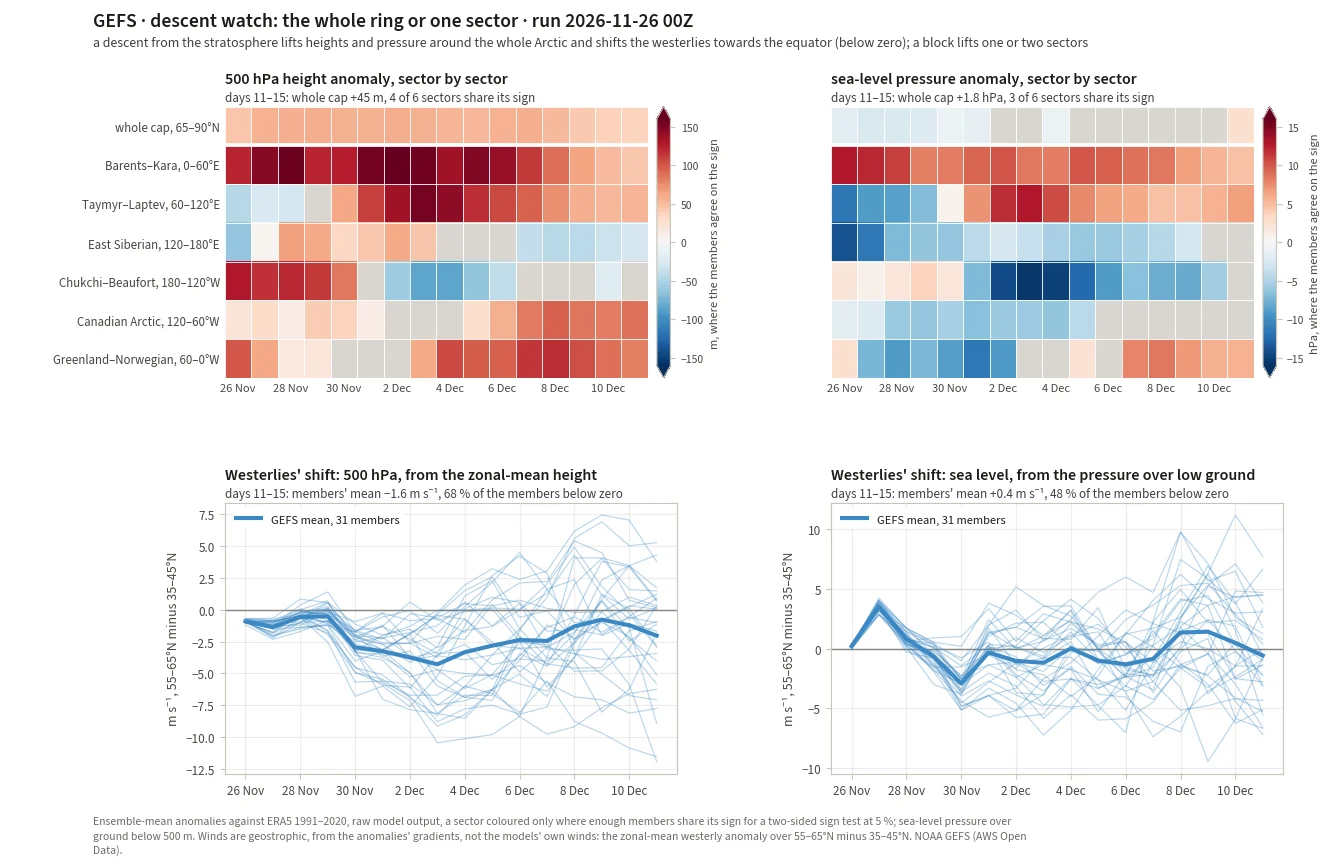 GEFS · descent watch: the whole ring or one sector · run 2026-11-26 00Z
a descent from the stratosphere lifts heights and pressure around the whole Arctic and shifts the westerlies towards the equator (below zero); a block lifts one or two sectors
500 hPa height anomaly, sector by sector
days 11–15: whole cap +45 m, 4 of 6 sectors share its sign
whole cap, 65–90°N
Barents–Kara, 0–60°E
Taymyr–Laptev, 60–120°E
East Siberian, 120–180°E
Chukchi–Beaufort, 180–120°W
Canadian Arctic, 120–60°W
Greenland–Norwegian, 60–0°W
26 Nov 28 Nov 30 Nov 2 Dec 4 Dec 6 Dec 8 Dec 10 Dec
150
100
50
0
−50
−100
−150
m, where the members agree on the sign
sea-level pressure anomaly, sector by sector
days 11–15: whole cap +1.8 hPa, 3 of 6 sectors share its sign
26 Nov 28 Nov 30 Nov 2 Dec 4 Dec 6 Dec 8 Dec 10 Dec
15
10
5
0
−5
−10
−15
hPa, where the members agree on the sign
Westerlies' shift: 500 hPa, from the zonal-mean height
days 11–15: members' mean −1.6 m s⁻¹, 68 % of the members below zero
GEFS mean, 31 members
m s⁻¹, 55–65°N minus 35–45°N
7.5
5.0
2.5
0.0
−2.5
−5.0
−7.5
−10.0
−12.5
26 Nov 28 Nov 30 Nov 2 Dec 4 Dec 6 Dec 8 Dec 10 Dec
Westerlies' shift: sea level, from the pressure over low ground
days 11–15: members' mean +0.4 m s⁻¹, 48 % of the members below zero
GEFS mean, 31 members
m s⁻¹, 55–65°N minus 35–45°N
10
5
0
−5
−10
26 Nov 28 Nov 30 Nov 2 Dec 4 Dec 6 Dec 8 Dec 10 Dec
Ensemble-mean anomalies against ERA5 1991–2020, raw model output, a sector coloured only where enough members share its sign for a two-sided sign test at 5 %; sea-level pressure over
ground below 500 m. Winds are geostrophic, from the anomalies' gradients, not the models' own winds: the zonal-mean westerly anomaly over 55–65°N minus 35–45°N. NOAA GEFS (AWS Open
Data).